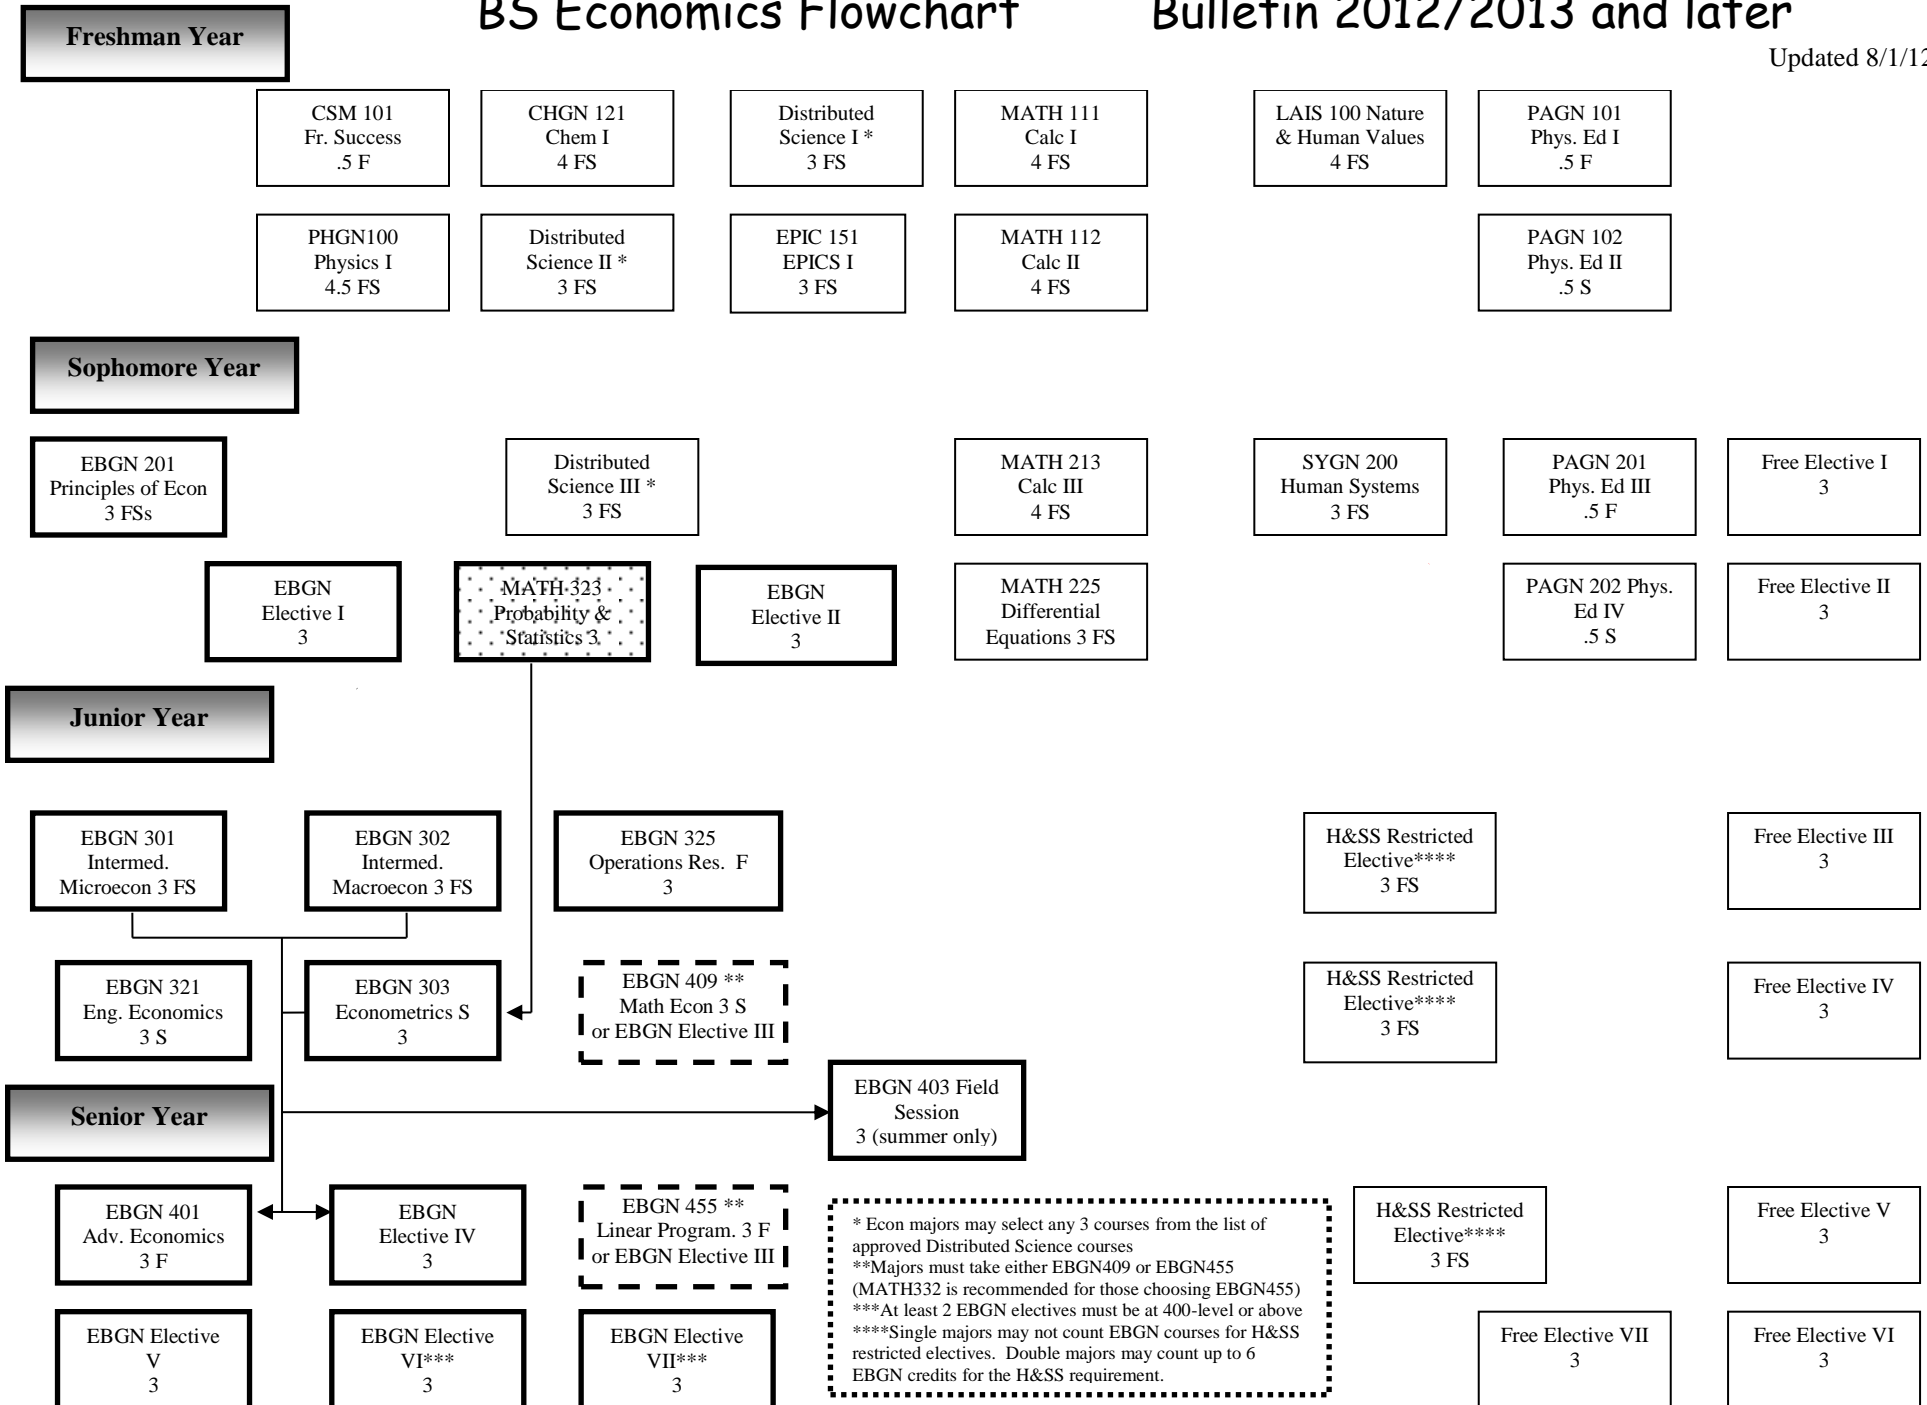 BS Economics Flowchart
Bulletin 2012/2013 and later
Freshman Year
Updated 8/1/12
CSM 101
Fr. Success
.5 F
CHGN 121
Chem I
4 FS
Distributed
Science I *
3 FS
MATH 111
Calc I
4 FS
LAIS 100 Nature
& Human Values
4 FS
PAGN 101
Phys. Ed I
.5 F
PHGN100
Physics I
4.5 FS
Distributed
Science II *
3 FS
EPIC 151
EPICS I
3 FS
MATH 112
Calc II
4 FS
PAGN 102
Phys. Ed II
.5 S
Sophomore Year
EBGN 201
Principles of Econ
3 FSs
Distributed
Science III *
3 FS
MATH 213
Calc III
4 FS
SYGN 200
Human Systems
3 FS
PAGN 201
Phys. Ed III
.5 F
Free Elective I
3
EBGN
Elective I
3
MATH 323
Probability &
Statistics 3
EBGN
Elective II
3
MATH 225
Differential
Equations 3 FS
PAGN 202 Phys.
Ed IV
.5 S
Free Elective II
3
Junior Year
EBGN 301
Intermed.
Microecon 3 FS
EBGN 302
Intermed.
Macroecon 3 FS
EBGN 325
Operations Res.  F
3
H&SS Restricted
Elective****
3 FS
Free Elective III
3
EBGN 321
Eng. Economics
3 S
EBGN 303
Econometrics S
3
EBGN 409 **
Math Econ 3 S
or EBGN Elective III
H&SS Restricted
Elective****
3 FS
Free Elective IV
3
Senior Year
EBGN 403 Field
Session
3 (summer only)
EBGN 401
Adv. Economics
3 F
EBGN
Elective IV
3
EBGN 455 **
Linear Program. 3 F
or EBGN Elective III
* Econ majors may select any 3 courses from the list of
approved Distributed Science courses
**Majors must take either EBGN409 or EBGN455
(MATH332 is recommended for those choosing EBGN455)
***At least 2 EBGN electives must be at 400-level or above
****Single majors may not count EBGN courses for H&SS
restricted electives.  Double majors may count up to 6
EBGN credits for the H&SS requirement.
H&SS Restricted
Elective****
3 FS
Free Elective V
3
EBGN Elective
V
3
EBGN Elective
VI***
3
EBGN Elective
VII***
3
Free Elective VII
3
Free Elective VI
3